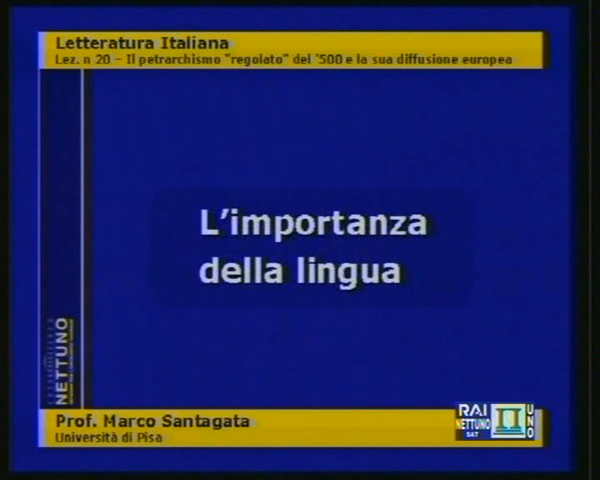 Letteratura Italiana
Lez. n 20 – Il petrarchismo "regolato" del '500 e la sua diffusione europea
L'importanza
della lingua
NETTUNO
Prof. Marco Santagata
Università di Pisa
RAI
NETTUNO
SAT
UNO